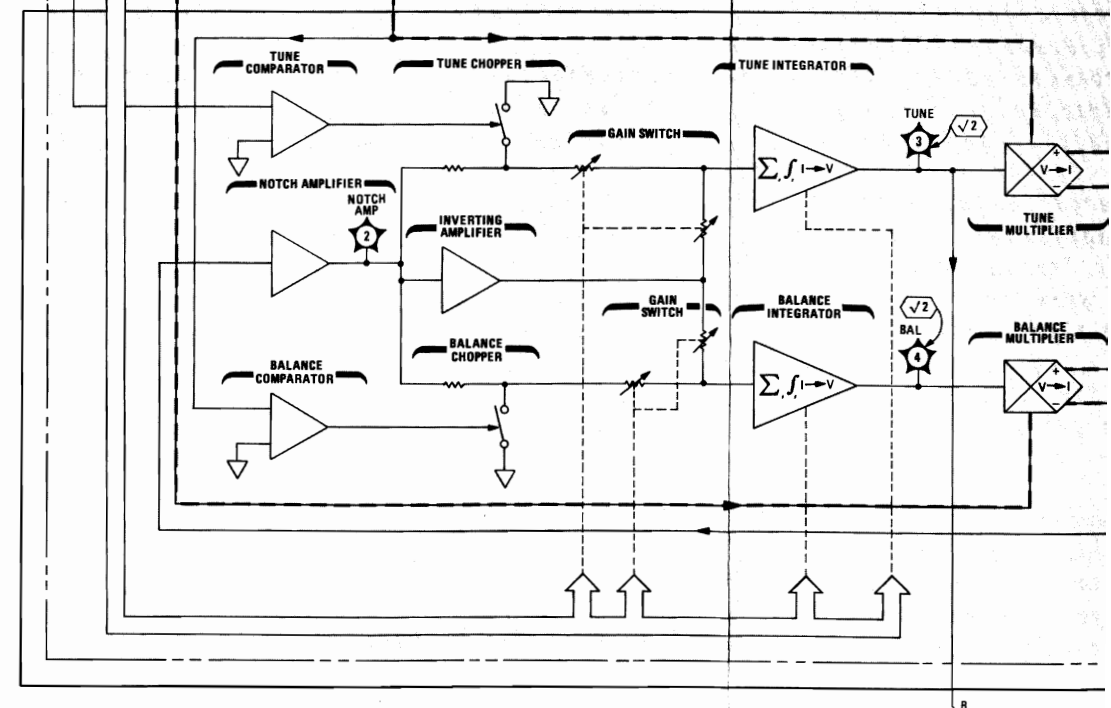 TUNE
COMPARATOR
TUNE CHOPPER
TUNE INTEGRATOR
GAIN SWITCH
TUNE
√2
3
∑, ∫, I→V
+
V→I
−
NOTCH AMPLIFIER
NOTCH
AMP
2
INVERTING
AMPLIFIER
TUNE
MULTIPLIER
GAIN
SWITCH
BALANCE
INTEGRATOR
√2
BAL
4
BALANCE
MULTIPLIER
BALANCE
CHOPPER
BALANCE
COMPARATOR
∑, ∫, I→V
+
V→I
−
R